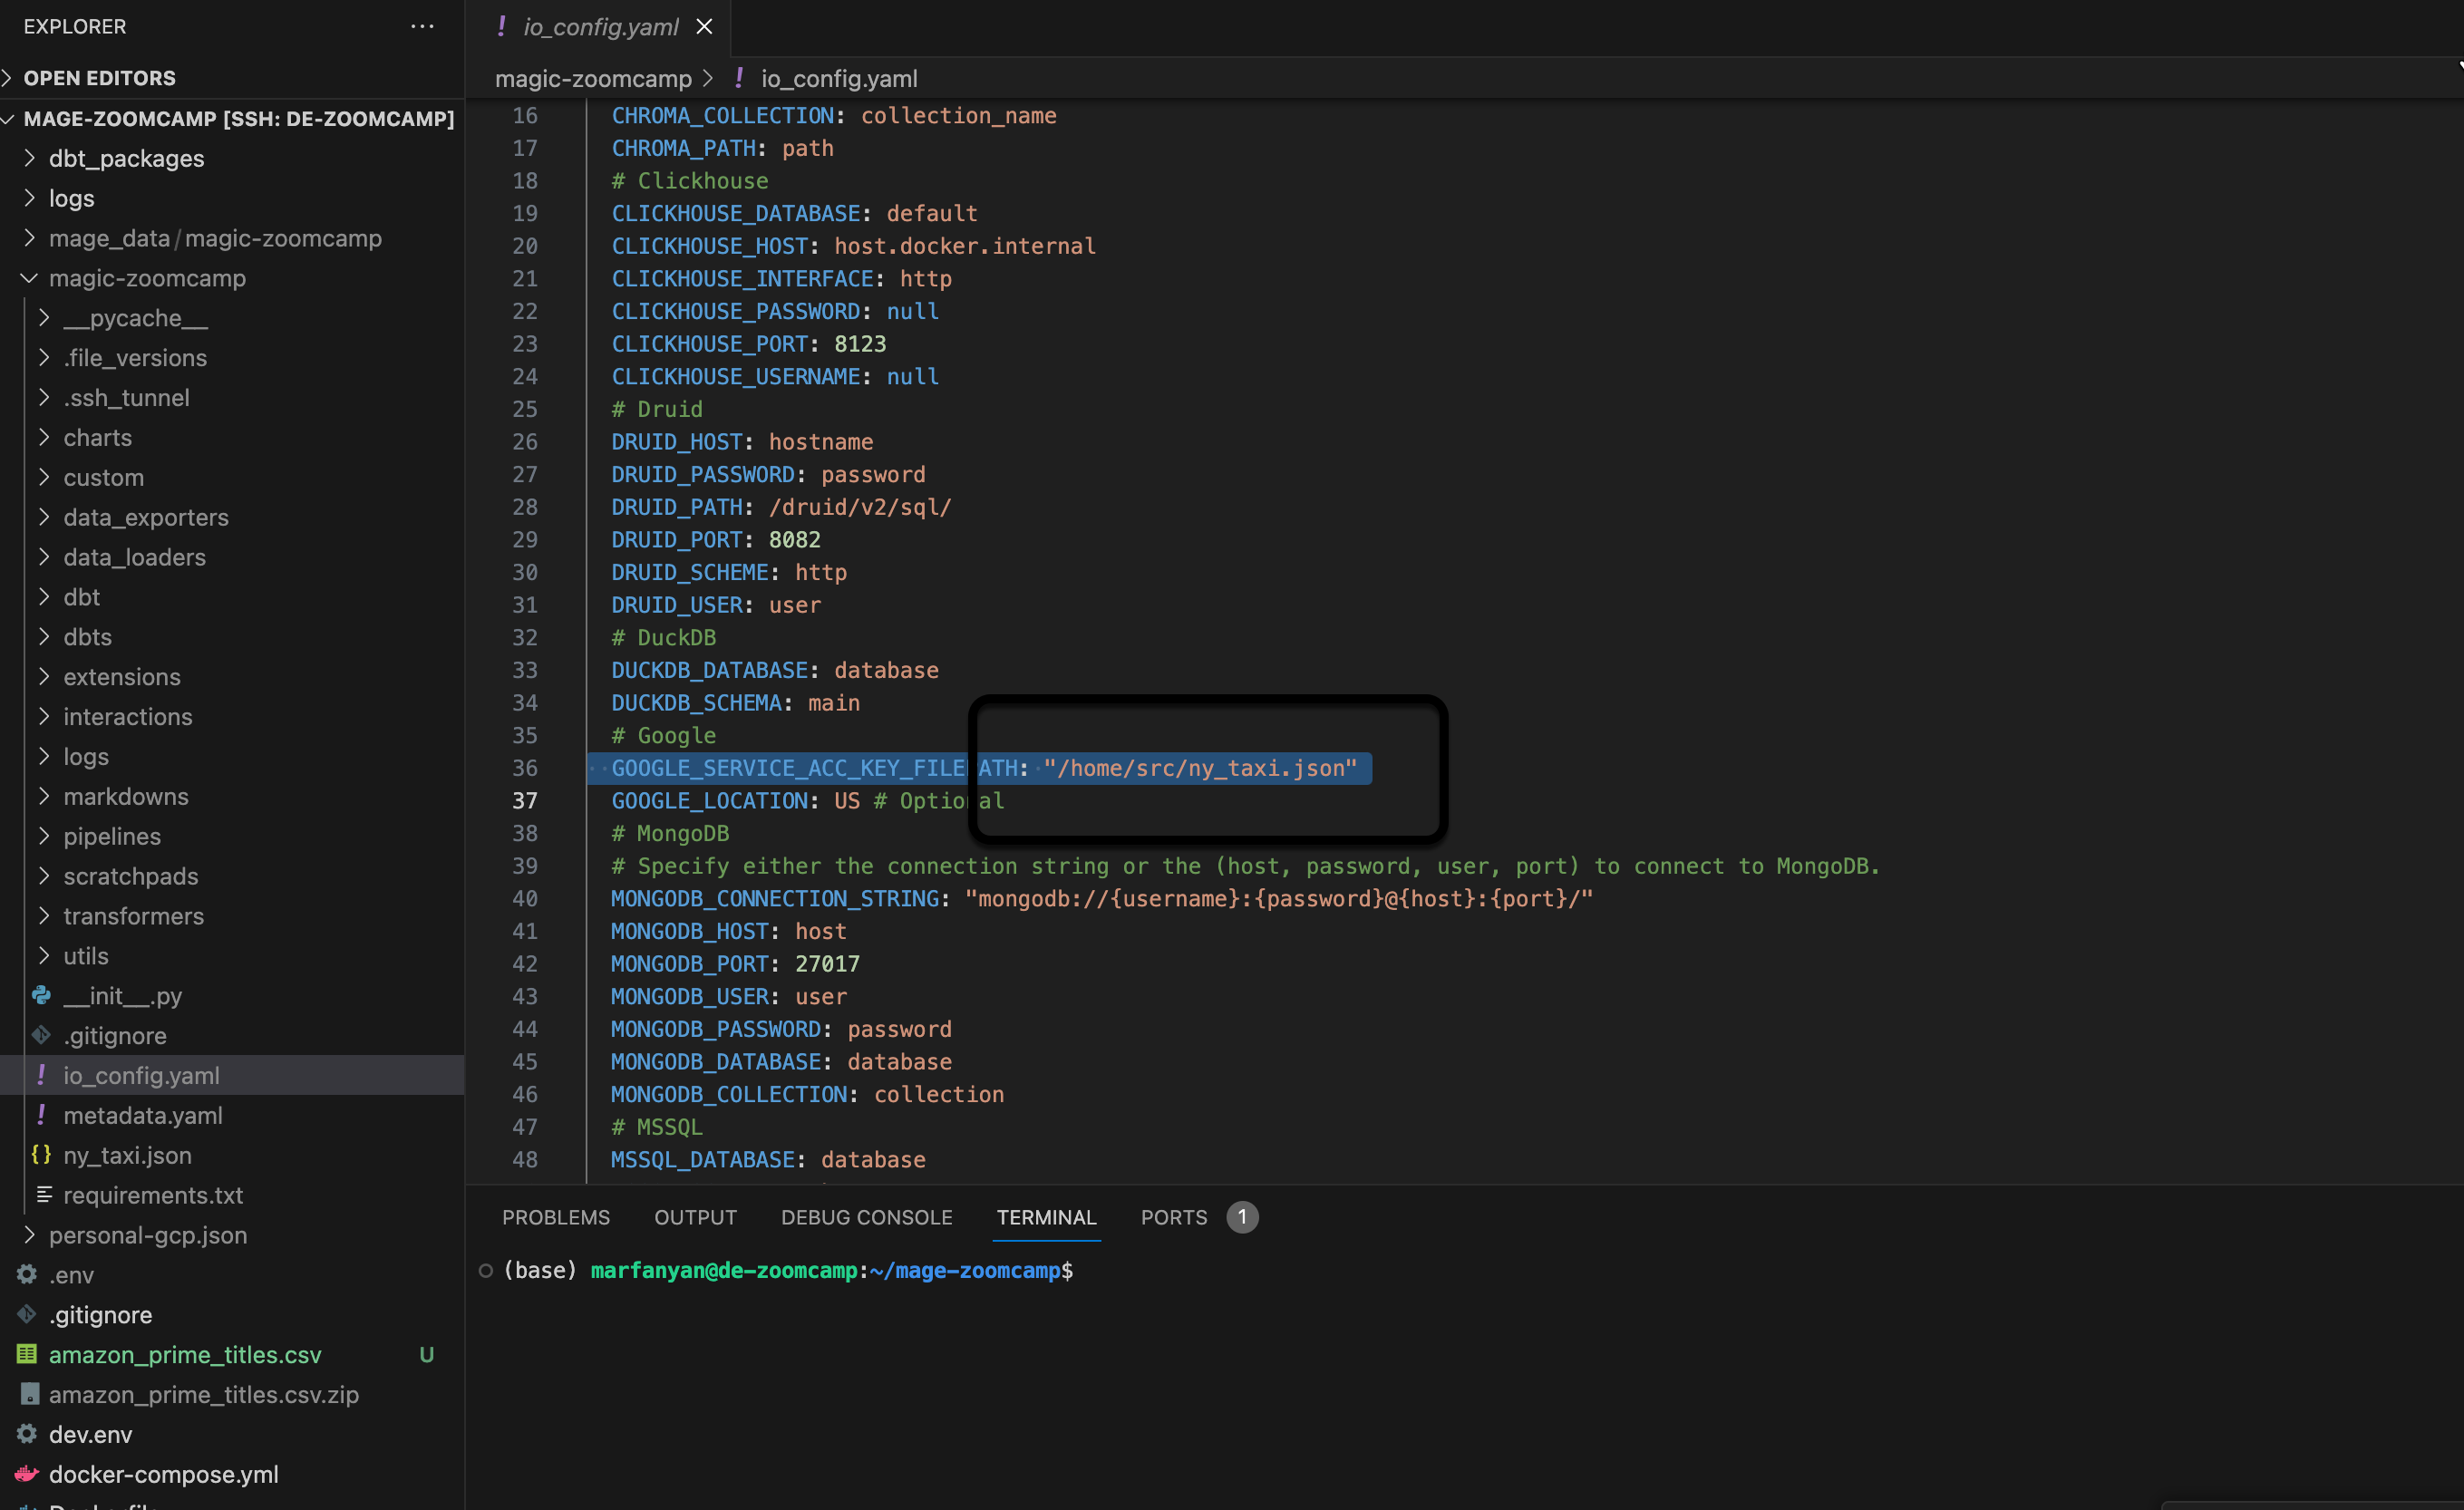 EXPLORER
OPEN EDITORS
MAGE-ZOOMCAMP [SSH: DE-ZOOMCAMP]
dbt_packages
logs
mage_data/magic-zoomcamp
magic-zoomcamp
__pycache__
.file_versions
.ssh_tunnel
charts
custom
data_exporters
data_loaders
dbt
dbts
extensions
interactions
logs
markdowns
pipelines
scratchpads
transformers
utils
__init__.py
.gitignore
! io_config.yaml
! metadata.yaml
{} ny_taxi.json
requirements.txt
personal-gcp.json
.env
.gitignore
amazon_prime_titles.csv U
amazon_prime_titles.csv.zip
dev.env
docker-compose.yml
! io_config.yaml
magic-zoomcamp > ! io_config.yaml
16 CHROMA_COLLECTION: collection_name
17 CHROMA_PATH: path
18 # Clickhouse
19 CLICKHOUSE_DATABASE: default
20 CLICKHOUSE_HOST: host.docker.internal
21 CLICKHOUSE_INTERFACE: http
22 CLICKHOUSE_PASSWORD: null
23 CLICKHOUSE_PORT: 8123
24 CLICKHOUSE_USERNAME: null
25 # Druid
26 DRUID_HOST: hostname
27 DRUID_PASSWORD: password
28 DRUID_PATH: /druid/v2/sql/
29 DRUID_PORT: 8082
30 DRUID_SCHEME: http
31 DRUID_USER: user
32 # DuckDB
33 DUCKDB_DATABASE: database
34 DUCKDB_SCHEMA: main
35 # Google
36 GOOGLE_SERVICE_ACC_KEY_FILEPATH: "/home/src/ny_taxi.json"
37 GOOGLE_LOCATION: US # Optional
38 # MongoDB
39 # Specify either the connection string or the (host, password, user, port) to connect to MongoDB.
40 MONGODB_CONNECTION_STRING: "mongodb://{username}:{password}@{host}:{port}/"
41 MONGODB_HOST: host
42 MONGODB_PORT: 27017
43 MONGODB_USER: user
44 MONGODB_PASSWORD: password
45 MONGODB_DATABASE: database
46 MONGODB_COLLECTION: collection
47 # MSSQL
48 MSSQL_DATABASE: database
PROBLEMS OUTPUT DEBUG CONSOLE TERMINAL PORTS 1
(base) marfanyan@de-zoomcamp:~/mage-zoomcamp$